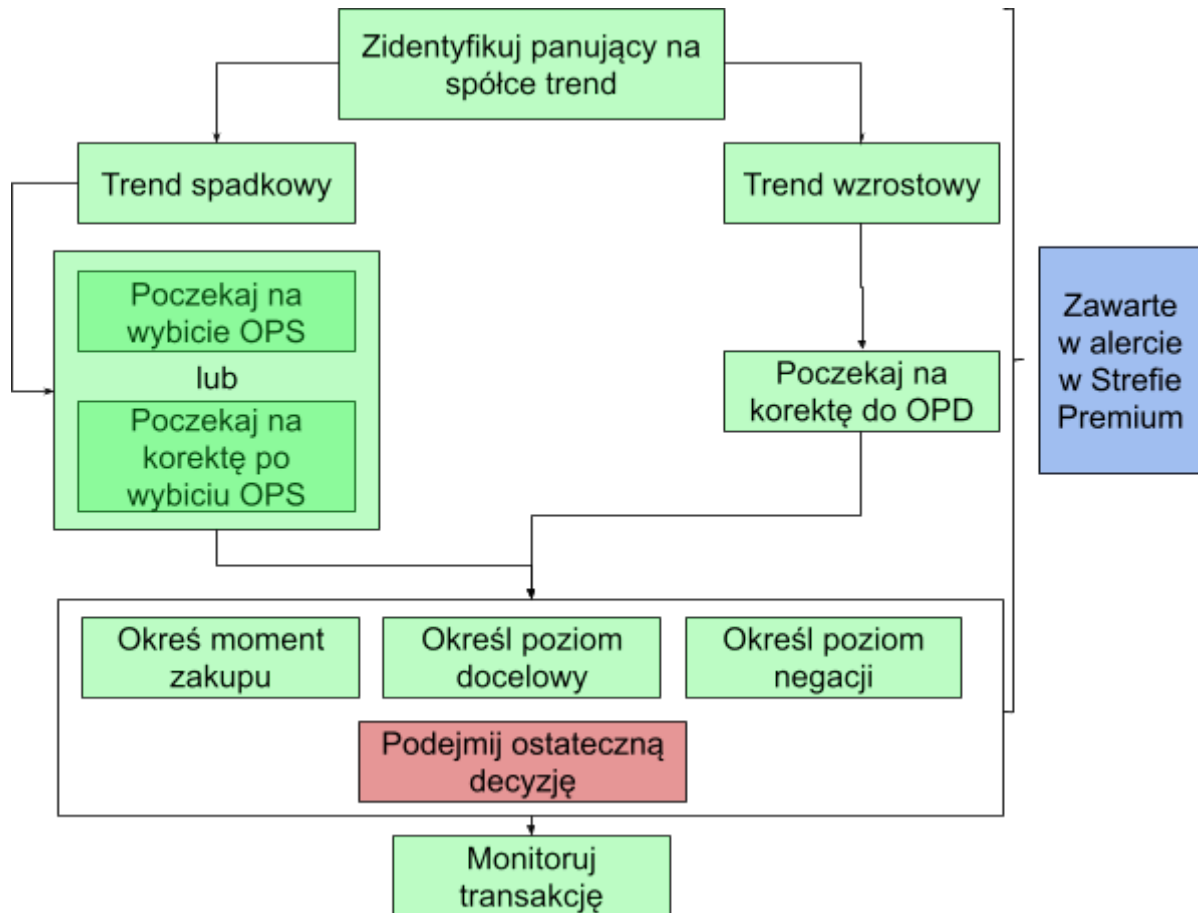 Zidentyfikuj panujący na
spółce trend
Trend spadkowy
Trend wzrostowy
Poczekaj na
wybicie OPS
lub
Poczekaj na
korektę po
wybiciu OPS
Poczekaj na
korektę do OPD
Zawarte
w alercie
w Strefie
Premium
Okreś moment
zakupu
Określ poziom
docelowy
Określ poziom
negacji
Podejmij ostateczną
decyzję
Monitoruj
transakcję